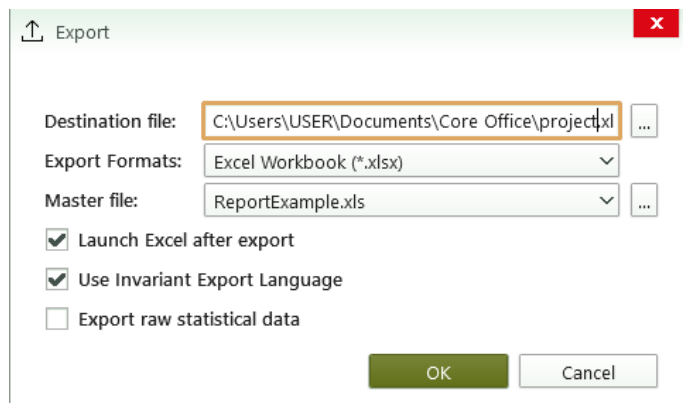 Export
x
Destination file: C:\Users\USER\Documents\Core Office\project.xl ...
Export Formats: Excel Workbook (*.xlsx)
Master file: ReportExample.xls ...
Launch Excel after export
Use Invariant Export Language
Export raw statistical data
OK Cancel